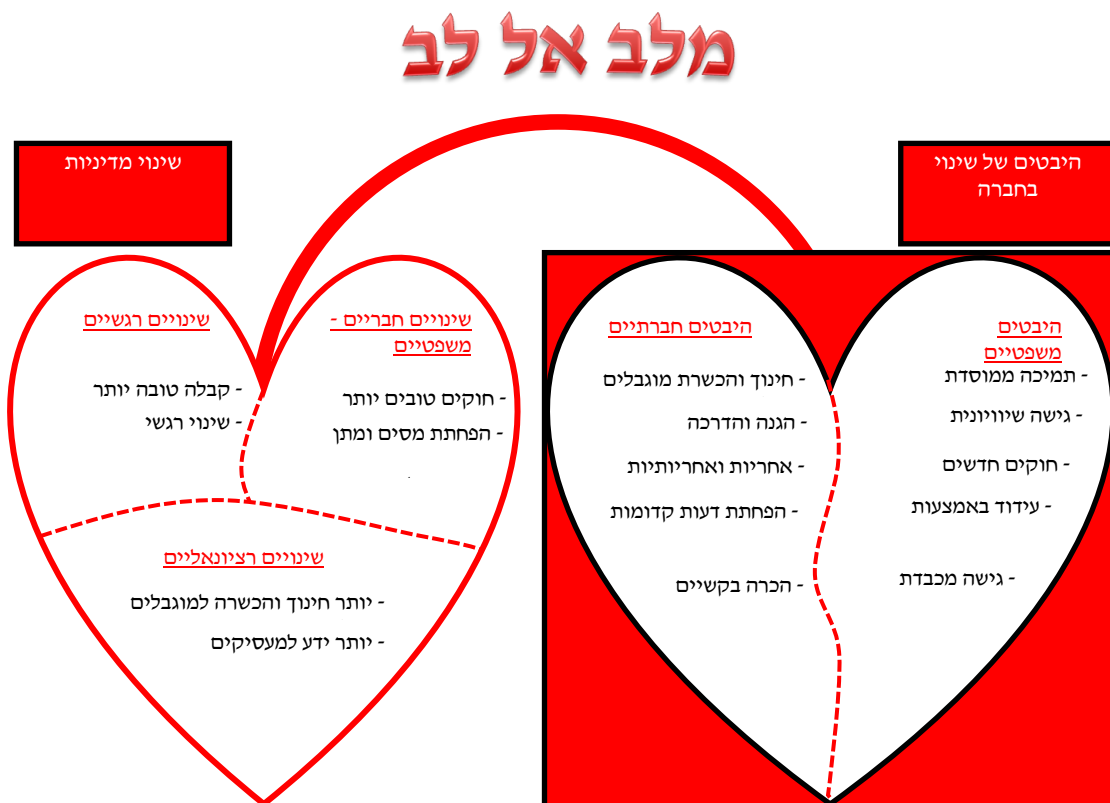 מלב אל לב
היבטים של שינוי
בחברה
שינוי מדיניות
היבטים
משפטיים
- תמיכה ממוסדת
- גישה שיוויונית
- חוקים חדשים
- עידוד באמצעות
- גישה מכבדת
היבטים חברתיים
- חינוך והכשרת מוגבלים
- הגנה והדרכה
- אחריות ואחריותיות
- הפחתת דעות קדומות
- הכרה בקשיים
שינויים חבריים -
משפטיים
- חוקים טובים יותר
- הפחתת מסים ומתן
.
שינויים רגשיים
- קבלה טובה יותר
- שינוי רגשי
שינויים רציונאליים
- יותר חינוך והכשרה למוגבלים
- יותר ידע למעסיקים